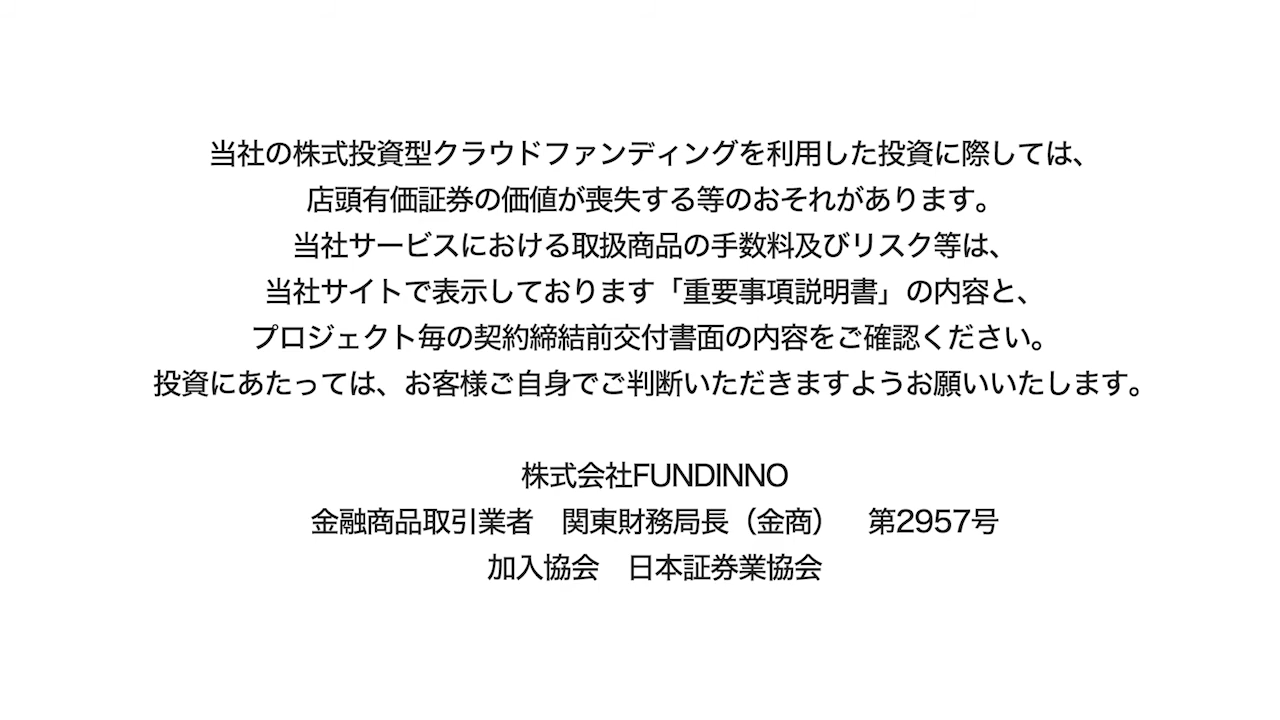 当社の株式投資型クラウドファンディングを利用した投資に際しては、
店頭有価証券の価値が喪失する等のおそれがあります。
当社サービスにおける取扱商品の手数料及びリスク等は、
当社サイトで表示しております「重要事項説明書」の内容と、
プロジェクト毎の契約締結前交付書面の内容をご確認ください。
投資にあたっては、お客様ご自身でご判断いただきますようお願いいたします。
株式会社FUNDINNO
金融商品取引業者　関東財務局長（金商）　第2957号
加入協会　日本証券業協会